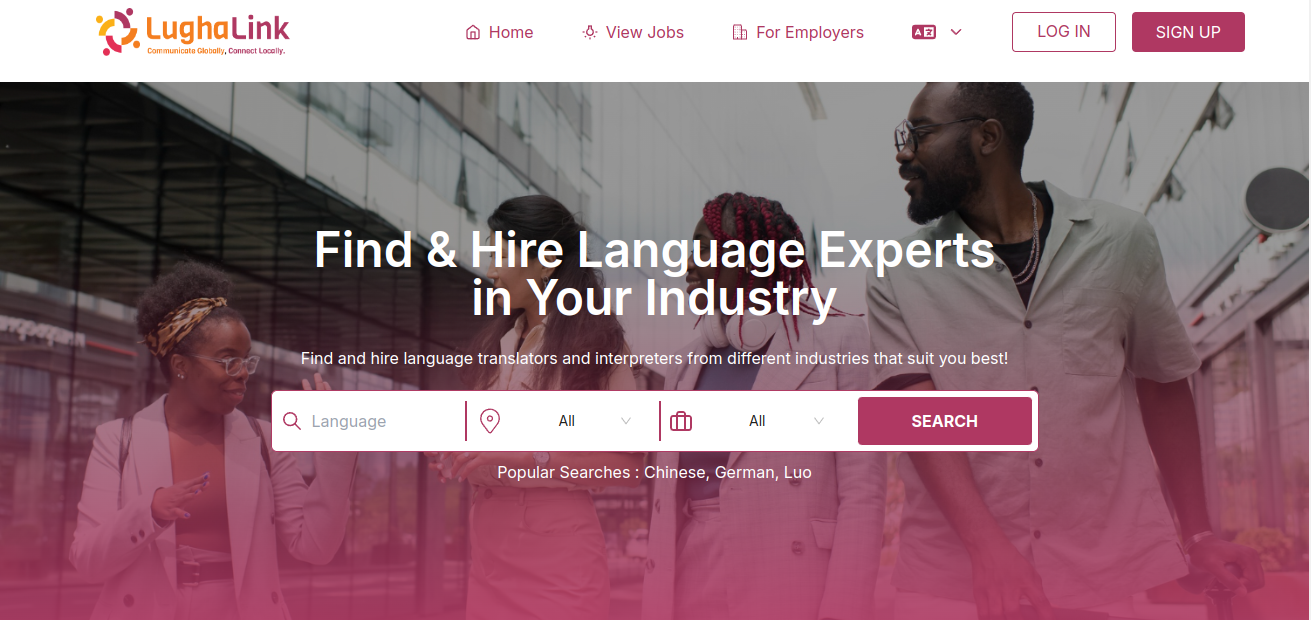 LughaLink
Communicate Globally, Connect Locally.
Home
View Jobs
For Employers
LOG IN
SIGN UP
Find & Hire Language Experts
in Your Industry
Find and hire language translators and interpreters from different industries that suit you best!
Language
All
All
SEARCH
Popular Searches : Chinese, German, Luo